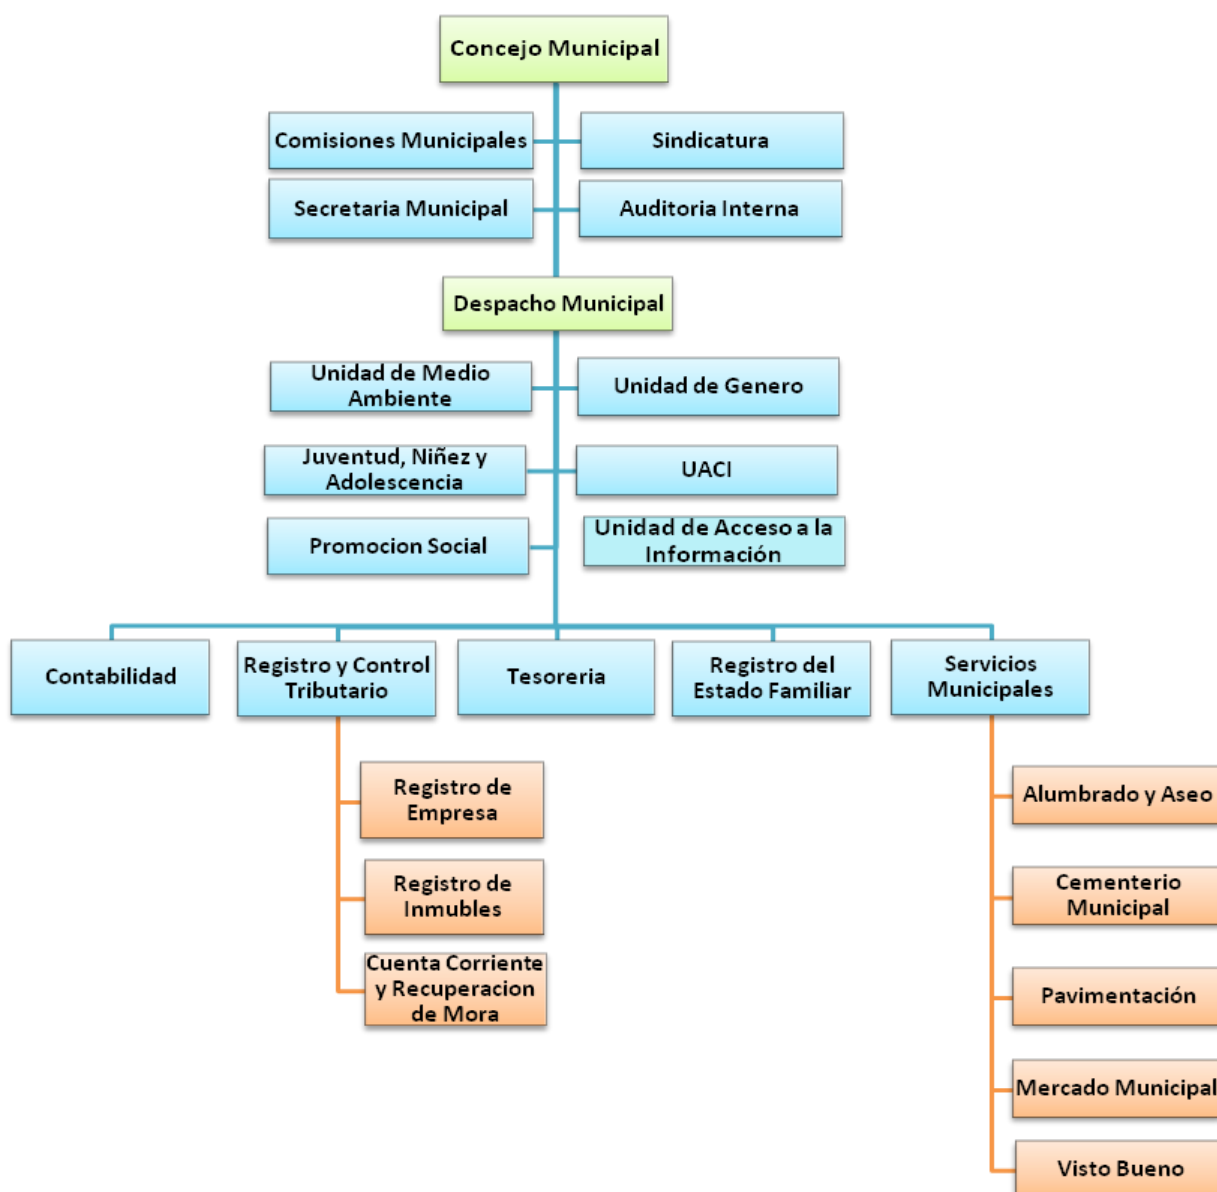 Concejo Municipal
Comisiones Municipales
Sindicatura
Secretaria Municipal
Auditoria Interna
Despacho Municipal
Unidad de Medio
Ambiente
Unidad de Genero
Juventud, Niñez y
Adolescencia
UACI
Promocion Social
Unidad de Acceso a la
Información
Contabilidad
Registro y Control
Tributario
Tesoreria
Registro del
Estado Familiar
Servicios
Municipales
Registro de
Empresa
Registro de
Inmubles
Cuenta Corriente
y Recuperacion
de Mora
Alumbrado y Aseo
Cementerio
Municipal
Pavimentación
Mercado Municipal
Visto Bueno